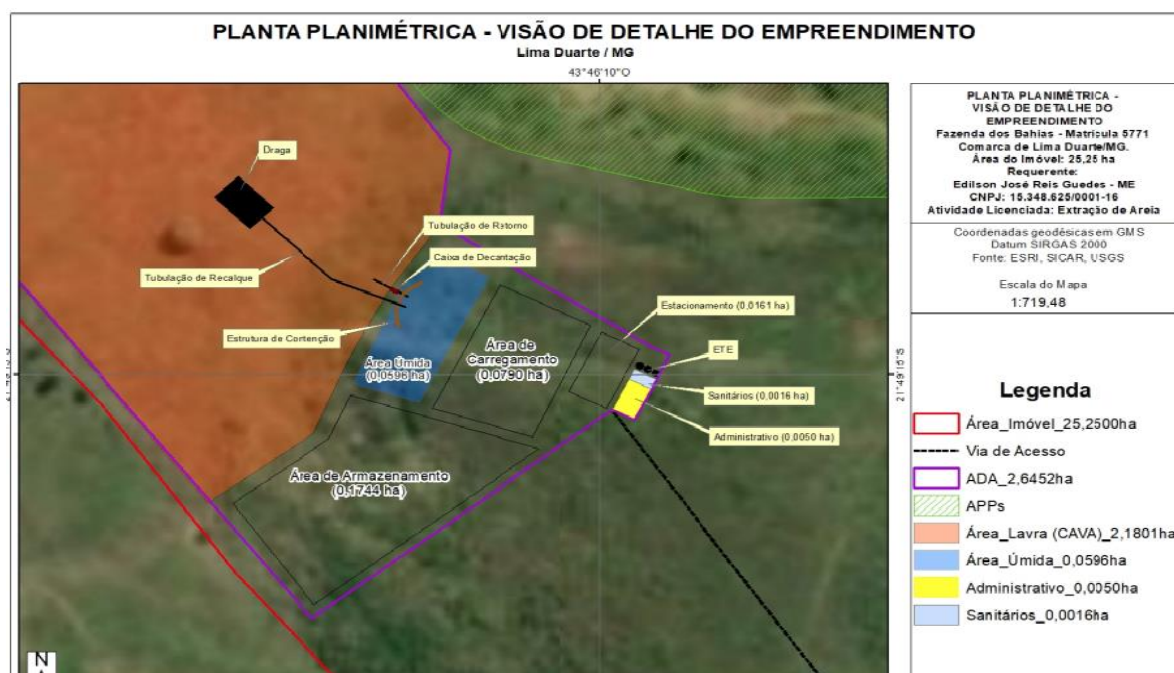 PLANTA PLANIMÉTRICA - VISÃO DE DETALHE DO EMPREENDIMENTO
Lima Duarte / MG
43°46'10"O
Draga
Tubulação de Retorno
Caixa de Decantação
Tubulação de Recalque
Estrutura de Contenção
Área Úmida
(0,0596 ha)
Área de
Carregamento
(0,0790 ha)
Estacionamento (0,0161 ha)
ETE
Sanitários (0,0016 ha)
Administrativo (0,0050 ha)
Área de Armazenamento
(0,1744 ha)
21°49'15"S
21°49'15"S
N
PLANTA PLANIMÉTRICA -
VISÃO DE DETALHE DO
EMPREENDIMENTO
Fazenda dos Bahias - Matrícula 5771
Comarca de Lima Duarte/MG.
Área do Imóvel: 25,25 ha
Requerente:
Edilson José Reis Guedes - ME
CNPJ: 15.348.625/0001-16
Atividade Licenciada: Extração de Areia
Coordenadas geodésicas em GMS
Datum SIRGAS 2000
Fonte: ESRI, SICAR, USGS
Escala do Mapa
1:719,48
Legenda
Área_Imóvel_25,2500ha
Via de Acesso
ADA_2,6452ha
APPs
Área_Lavra (CAVA)_2,1801ha
Área_Úmida_0,0596ha
Administrativo_0,0050ha
Sanitários_0,0016ha